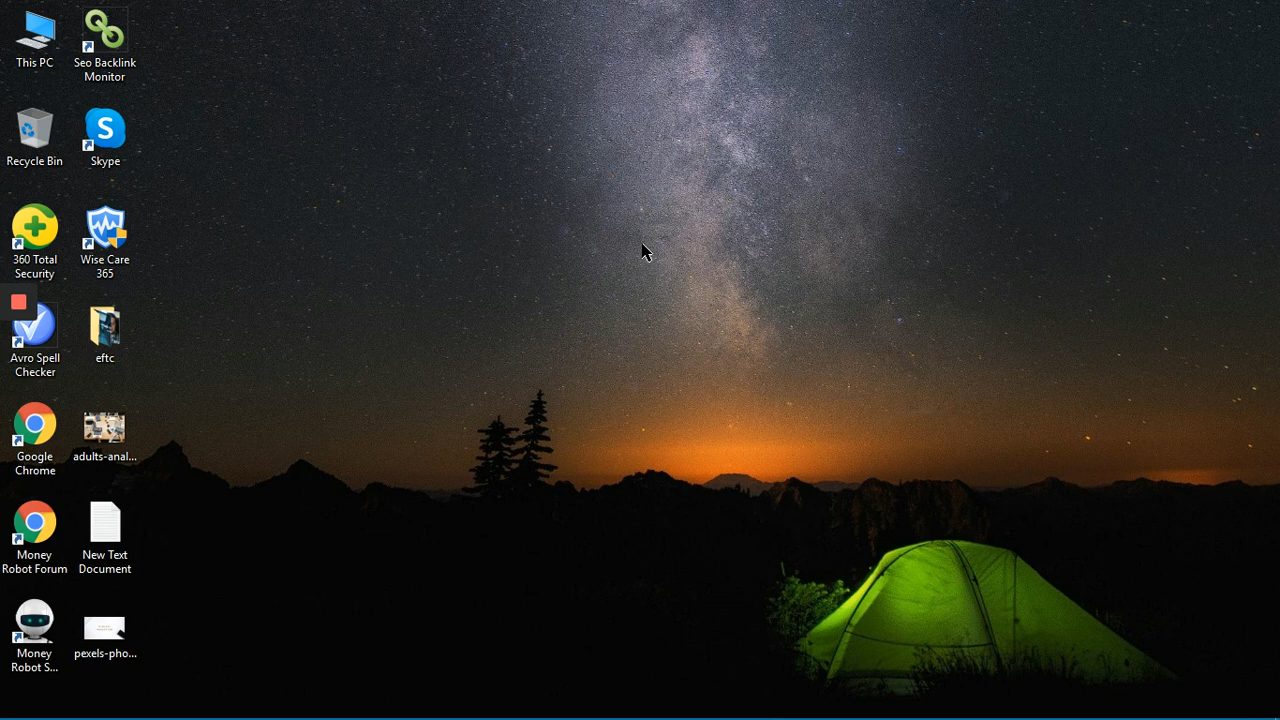 This PC
Seo Backlink
Monitor
Recycle Bin
S
Skype
360 Total
Security
Wise Care
365
Avro Spell
Checker
eftc
Google
Chrome
adults-anal...
Money
Robot Forum
New Text
Document
Money
Robot S...
pexels-pho...